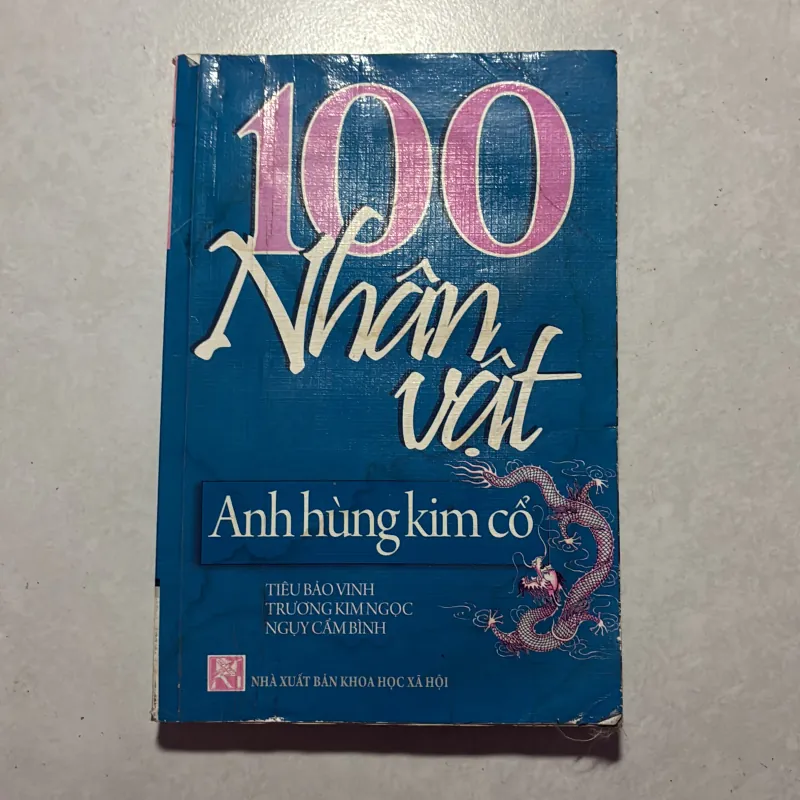 100
Nhân
vật
Anh hùng kim cổ
TIÊU BẢO VINH
TRƯƠNG KIM NGỌC
NGỤY CẨM BÌNH
NHÀ XUẤT BẢN KHOA HỌC XÃ HỘI